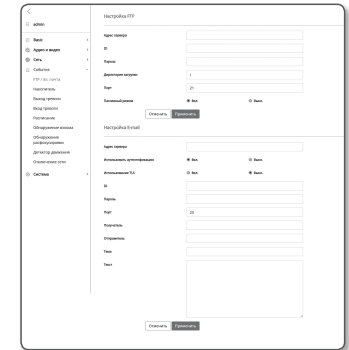 <
admin
Basic
Аудио и видео
Сеть
События
FTP / эл. почта
Накопитель
Выход тревоги
Вход тревоги
Расписание
Обнаружение взлома
Обнаружение
расфокусировки
Детектор движения
Отключение сети
Система
Настройка FTP
Адрес сервера
ID
Пароль
Директория загрузки
/
Порт
21
Пассивный режим
Вкл.
Выкл.
Отменить
Применить
Настройка E-mail
Адрес сервера
Использовать аутентификацию
Вкл.
Выкл.
Использование TLS
Вкл.
Выкл.
ID
Пароль
Порт
25
Получатель
Отправитель
Тема
Текст
Отменить
Применить